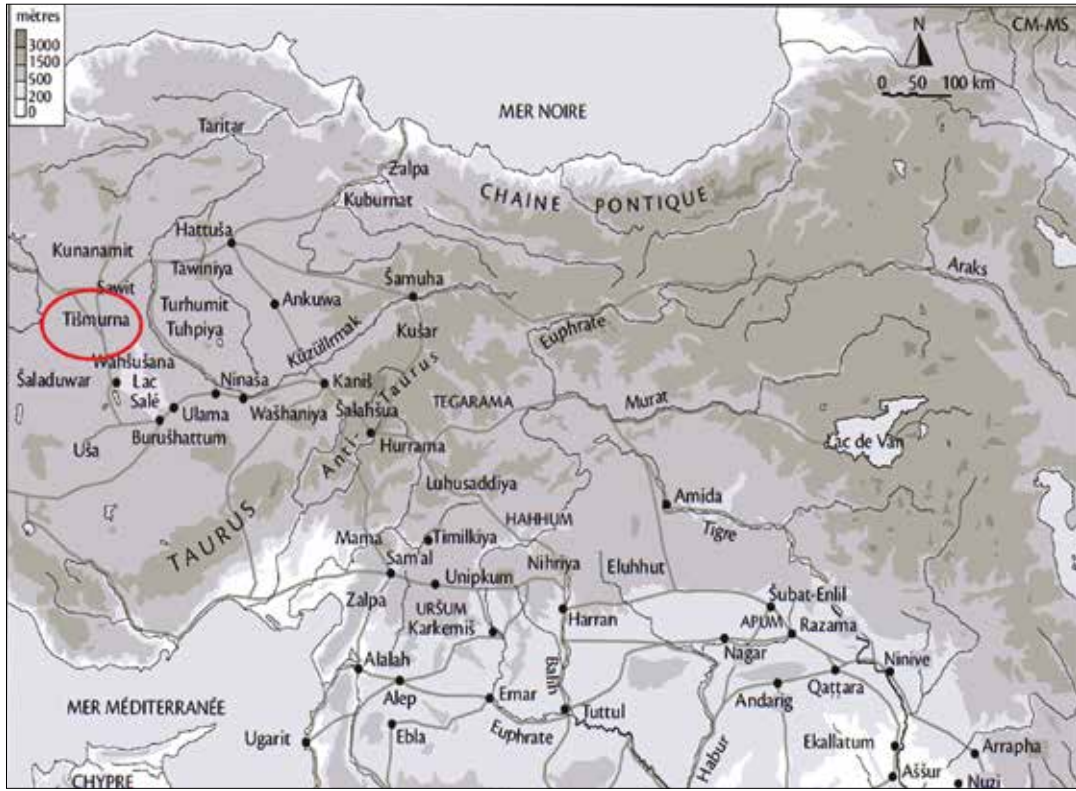 mètres
3000
1500
500
200
0
CM-MS
N
0 50 100 km
MER NOIRE
Taritar
Zalpa
Kuburnat
CHAINE PONTIQUE
Hattuša
Kunanamit
Tawiniya
Šawit
Šamuha
Araks
Turhumit
Ankuwa
Tišmurna
Tuhpiya
Kušar
Euphrate
Küzüllrmak
Wahšušana
Šaladuwar
Lac
Salé
Ninaša
Kaniš
Anti-Taurus
Ulama
Wašhaniya
Šalahšua
TEGARAMA
Murat
Burušhattum
Hurrama
Lac de Van
Uša
Luhusaddiya
Amida
TAURUS
HAHHUM
Tigre
Mama
Timilkiya
Nihriya
Eluhhut
Sam'al
Unipkum
Zalpa
Šubat-Enlil
URŠUM
Harran
APUM
Razama
Karkemiš
Nagar
Ninive
Alalah
Balih
Alep
Andarig
Qaṭṭara
Emar
MER MÉDITERRANÉE
Tuttul
Ugarit
Ebla
Euphrate
Habur
Ekallatum
Arrapha
CHYPRE
Aššur
Nuzi